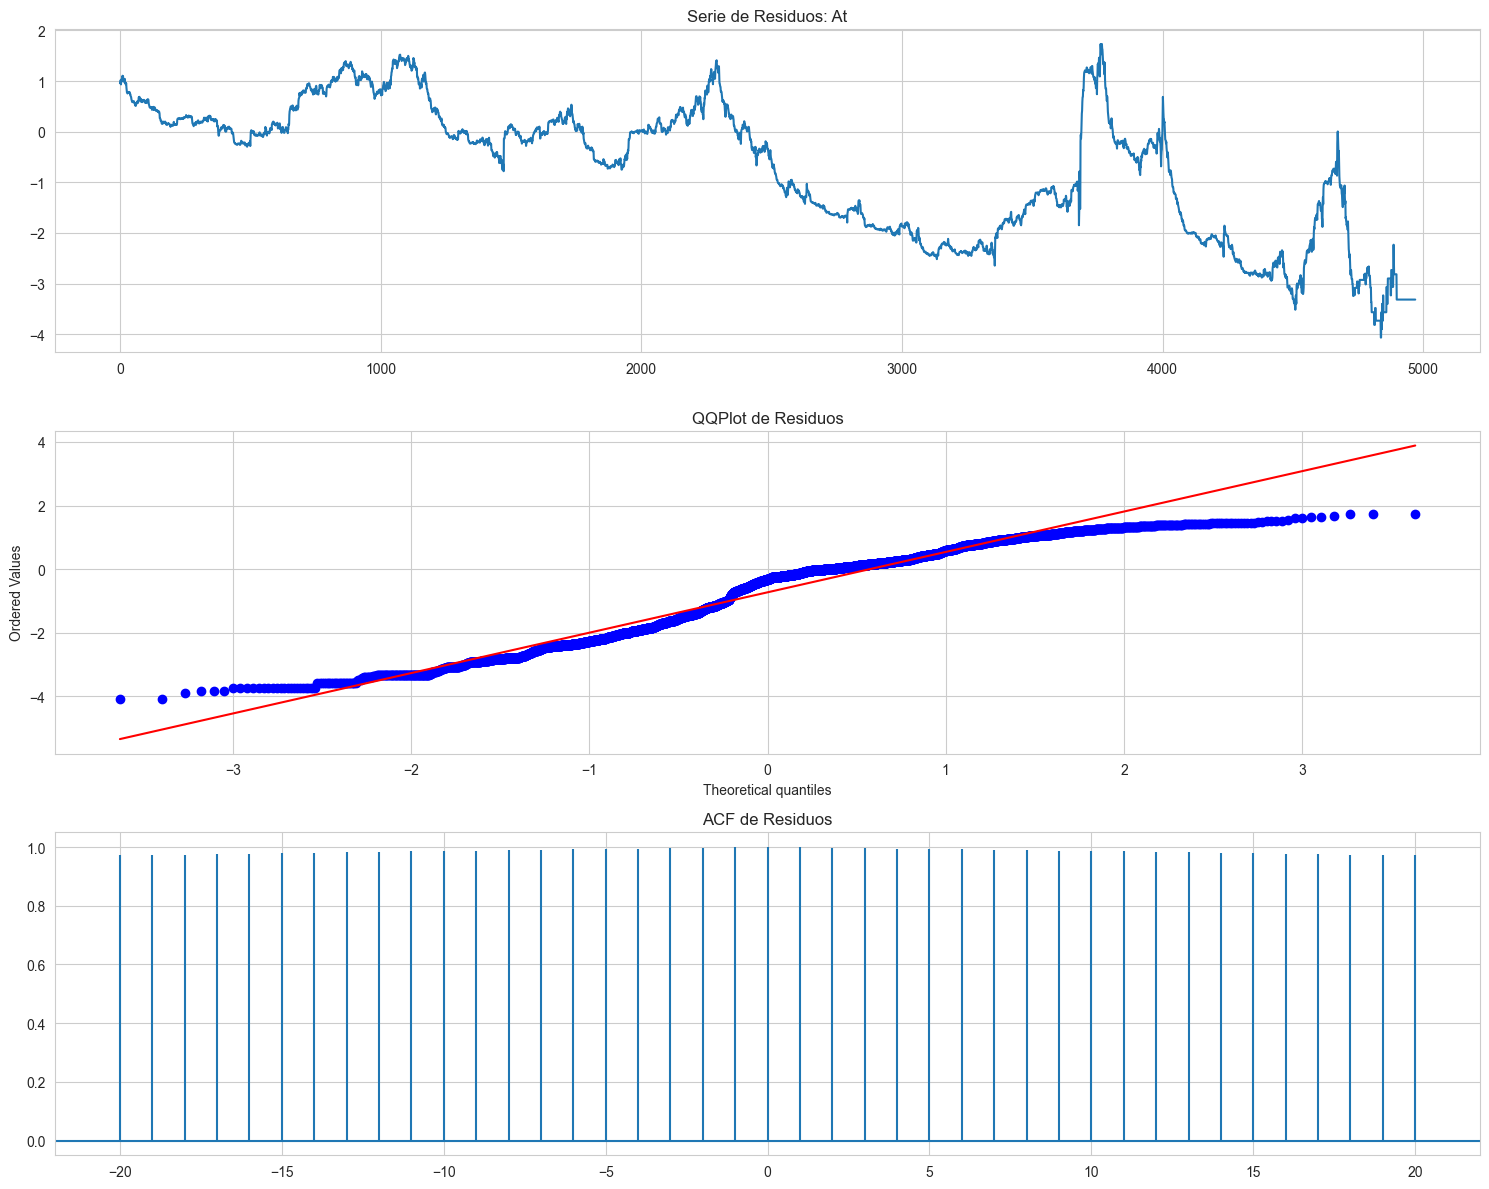 Serie de Residuos: At
2
1
0
−1
−2
−3
−4
0 1000 2000 3000 4000 5000
QQPlot de Residuos
4
2
0
−2
−4
Ordered Values
−3 −2 −1 0 1 2 3
Theoretical quantiles
ACF de Residuos
1.0
0.8
0.6
0.4
0.2
0.0
−20 −15 −10 −5 0 5 10 15 20